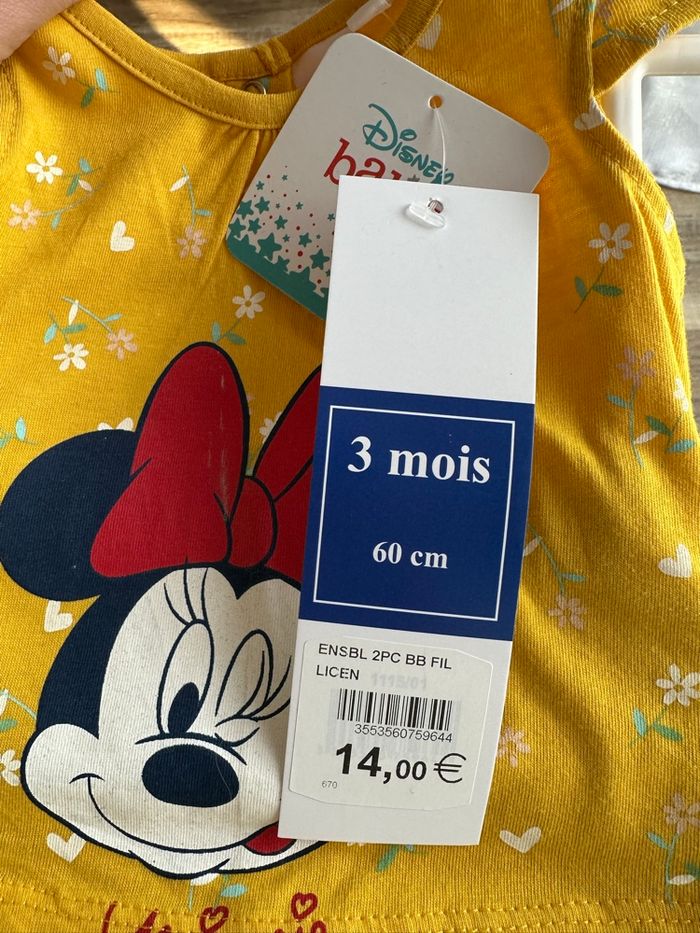 Disney
3 mois
60 cm
ENSBL 2PC BB FIL
LICEN 1115/01
3553560759644
14,00 €
670